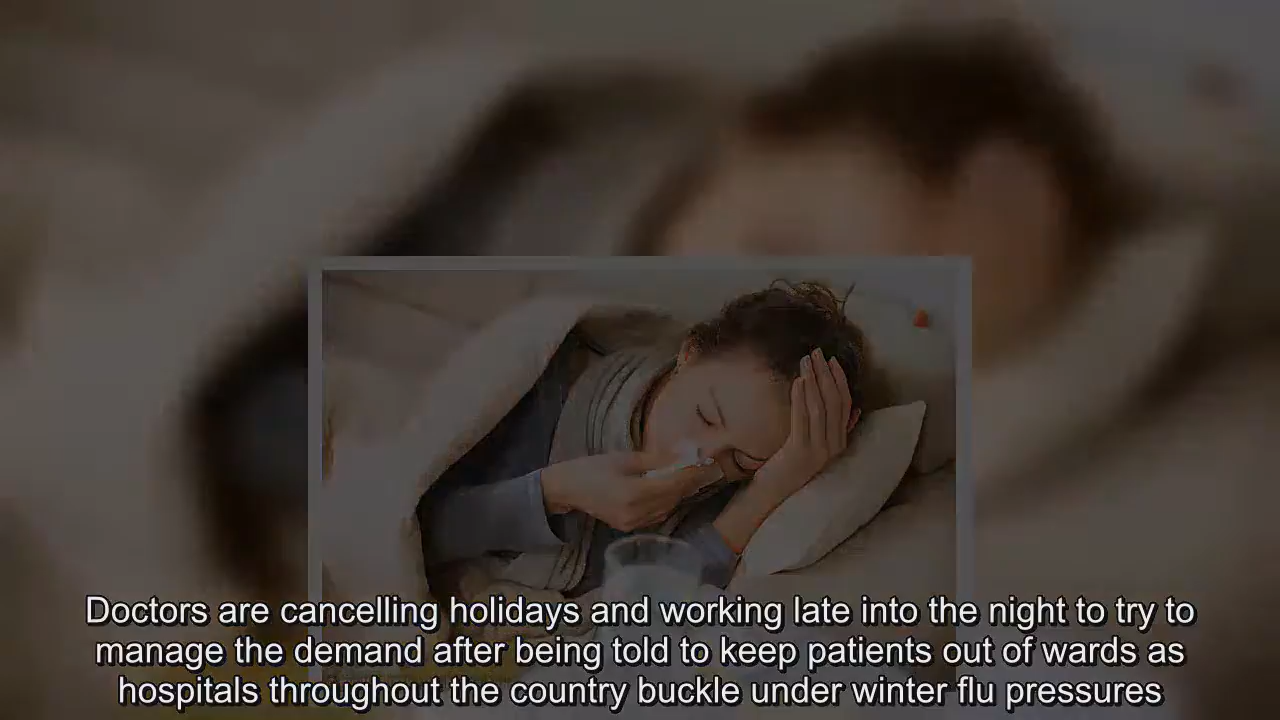 Doctors are cancelling holidays and working late into the night to try to
manage the demand after being told to keep patients out of wards as
hospitals throughout the country buckle under winter flu pressures